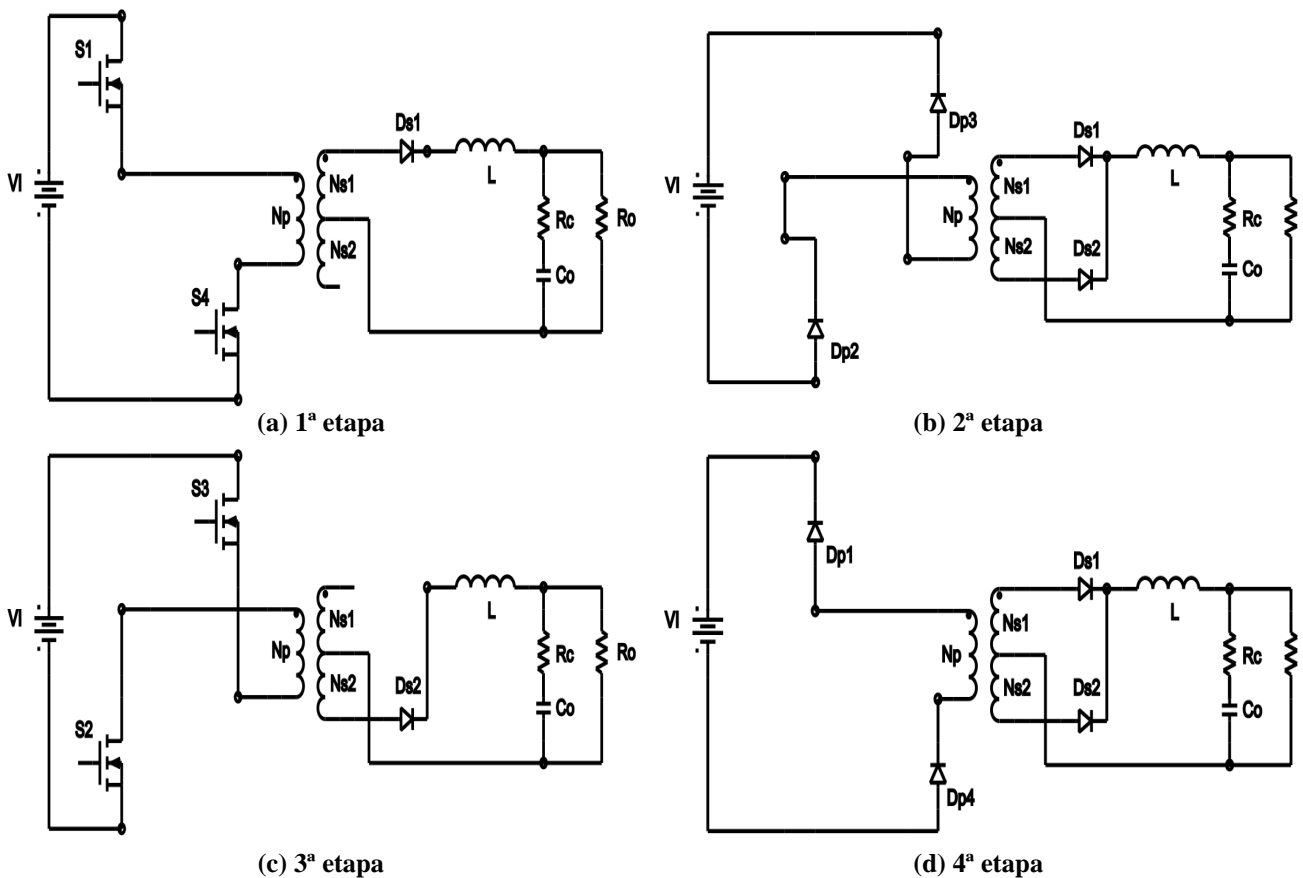 S1
VI
Np
Ns1
Ns2
Ds1
L
Rc
Co
Ro
S4
(a) 1ª etapa
Dp3
VI
Np
Ns1
Ns2
Ds1
Ds2
L
Rc
Co
Dp2
(b) 2ª etapa
S3
VI
Np
Ns1
Ns2
Ds2
L
Rc
Co
Ro
S2
(c) 3ª etapa
Dp1
VI
Np
Ns1
Ns2
Ds1
Ds2
L
Rc
Co
Dp4
(d) 4ª etapa